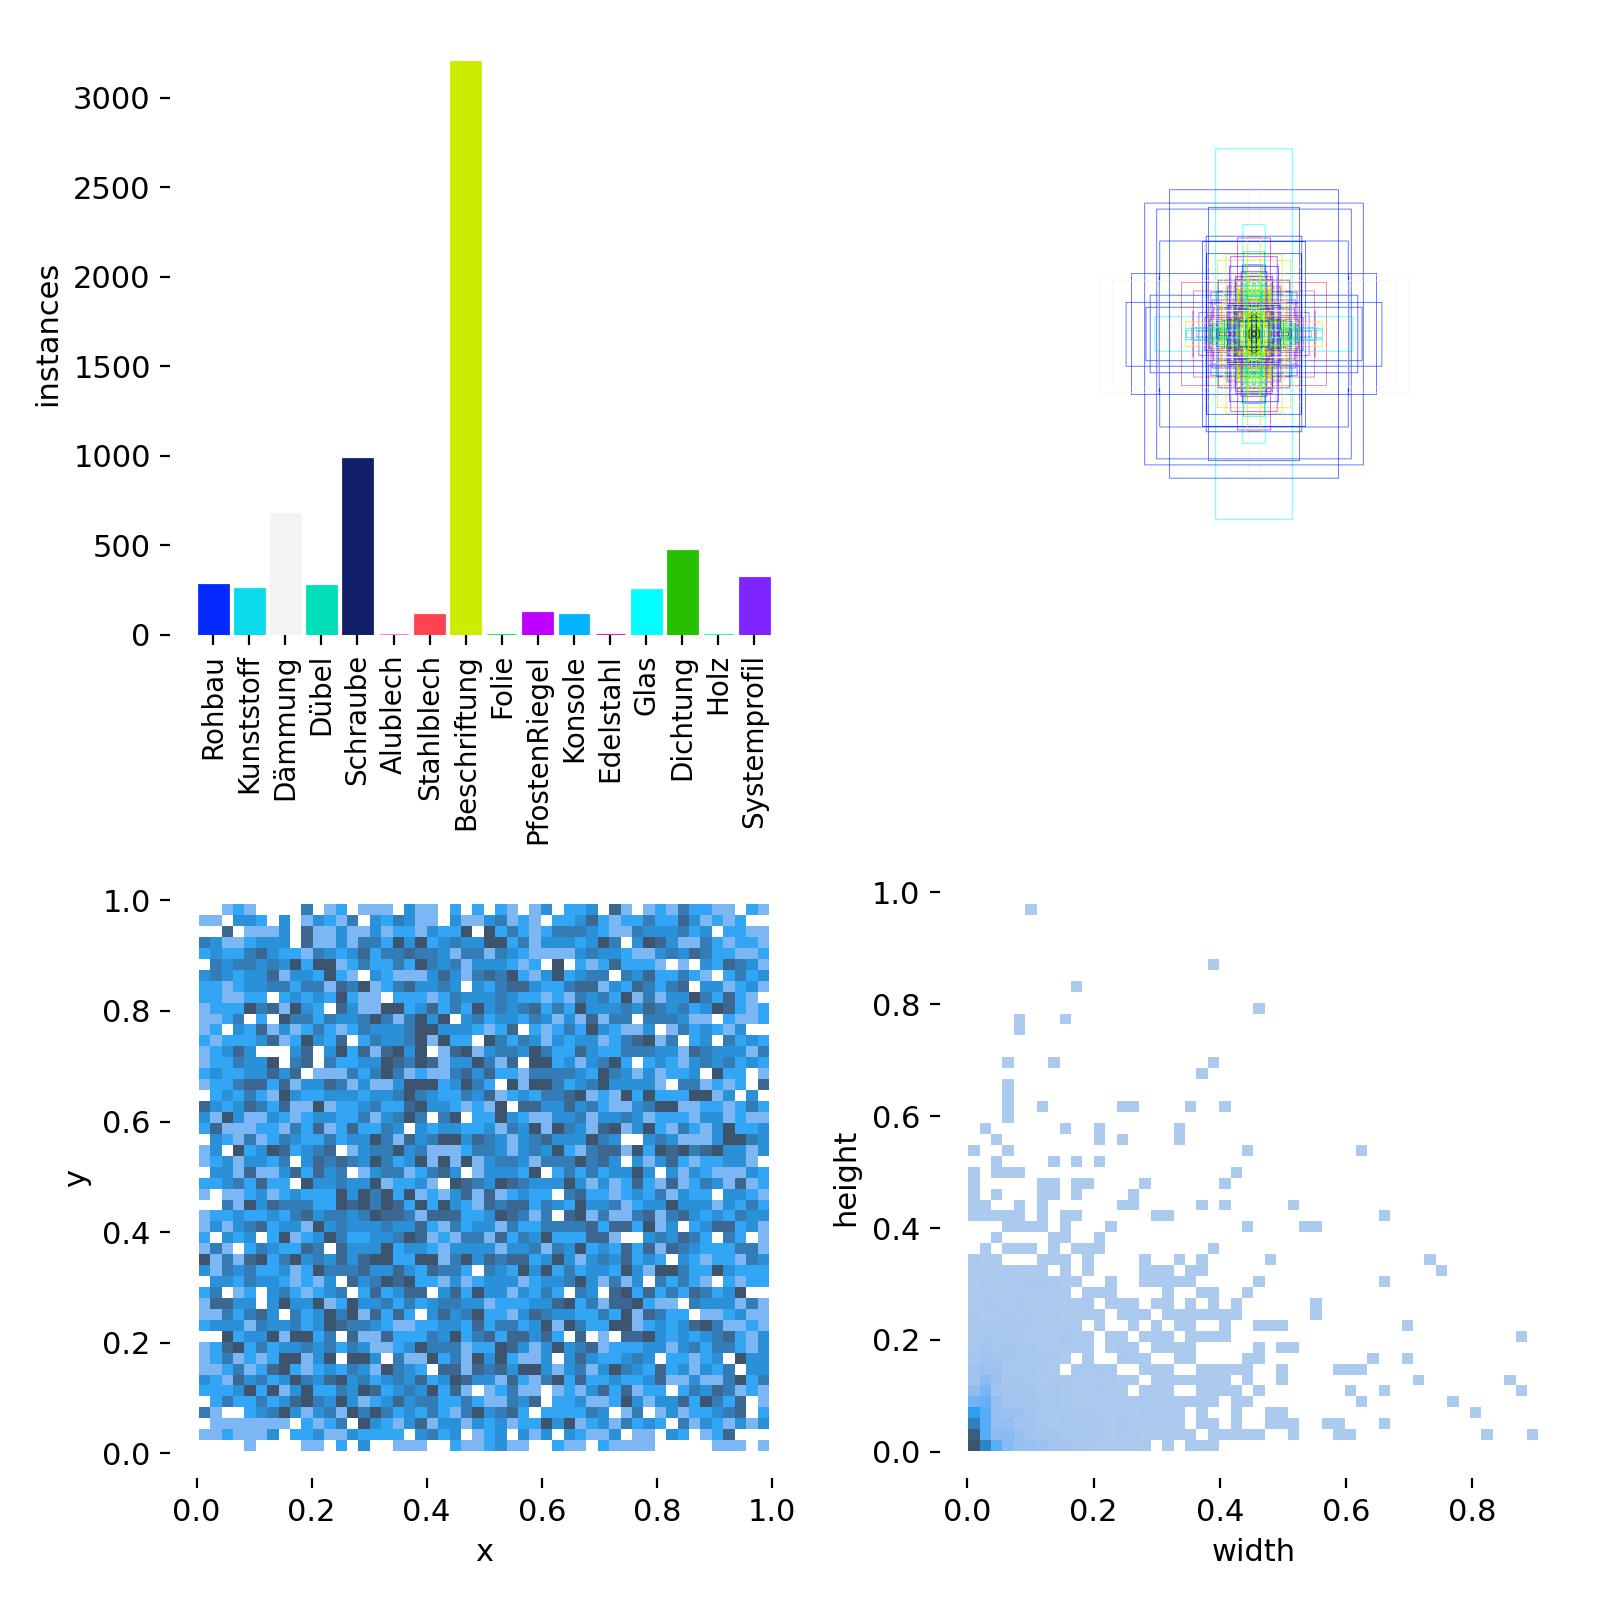 3000
2500
2000
1500
1000
500
0
instances
Rohbau
Kunststoff
Dämmung
Dübel
Schraube
Alublech
Stahlblech
Beschriftung
Folie
PfostenRiegel
Konsole
Edelstahl
Glas
Dichtung
Holz
Systemprofil
1.0
0.8
0.6
0.4
0.2
0.0
y
0.0 0.2 0.4 0.6 0.8 1.0
x
1.0
0.8
0.6
0.4
0.2
0.0
height
0.0 0.2 0.4 0.6 0.8
width